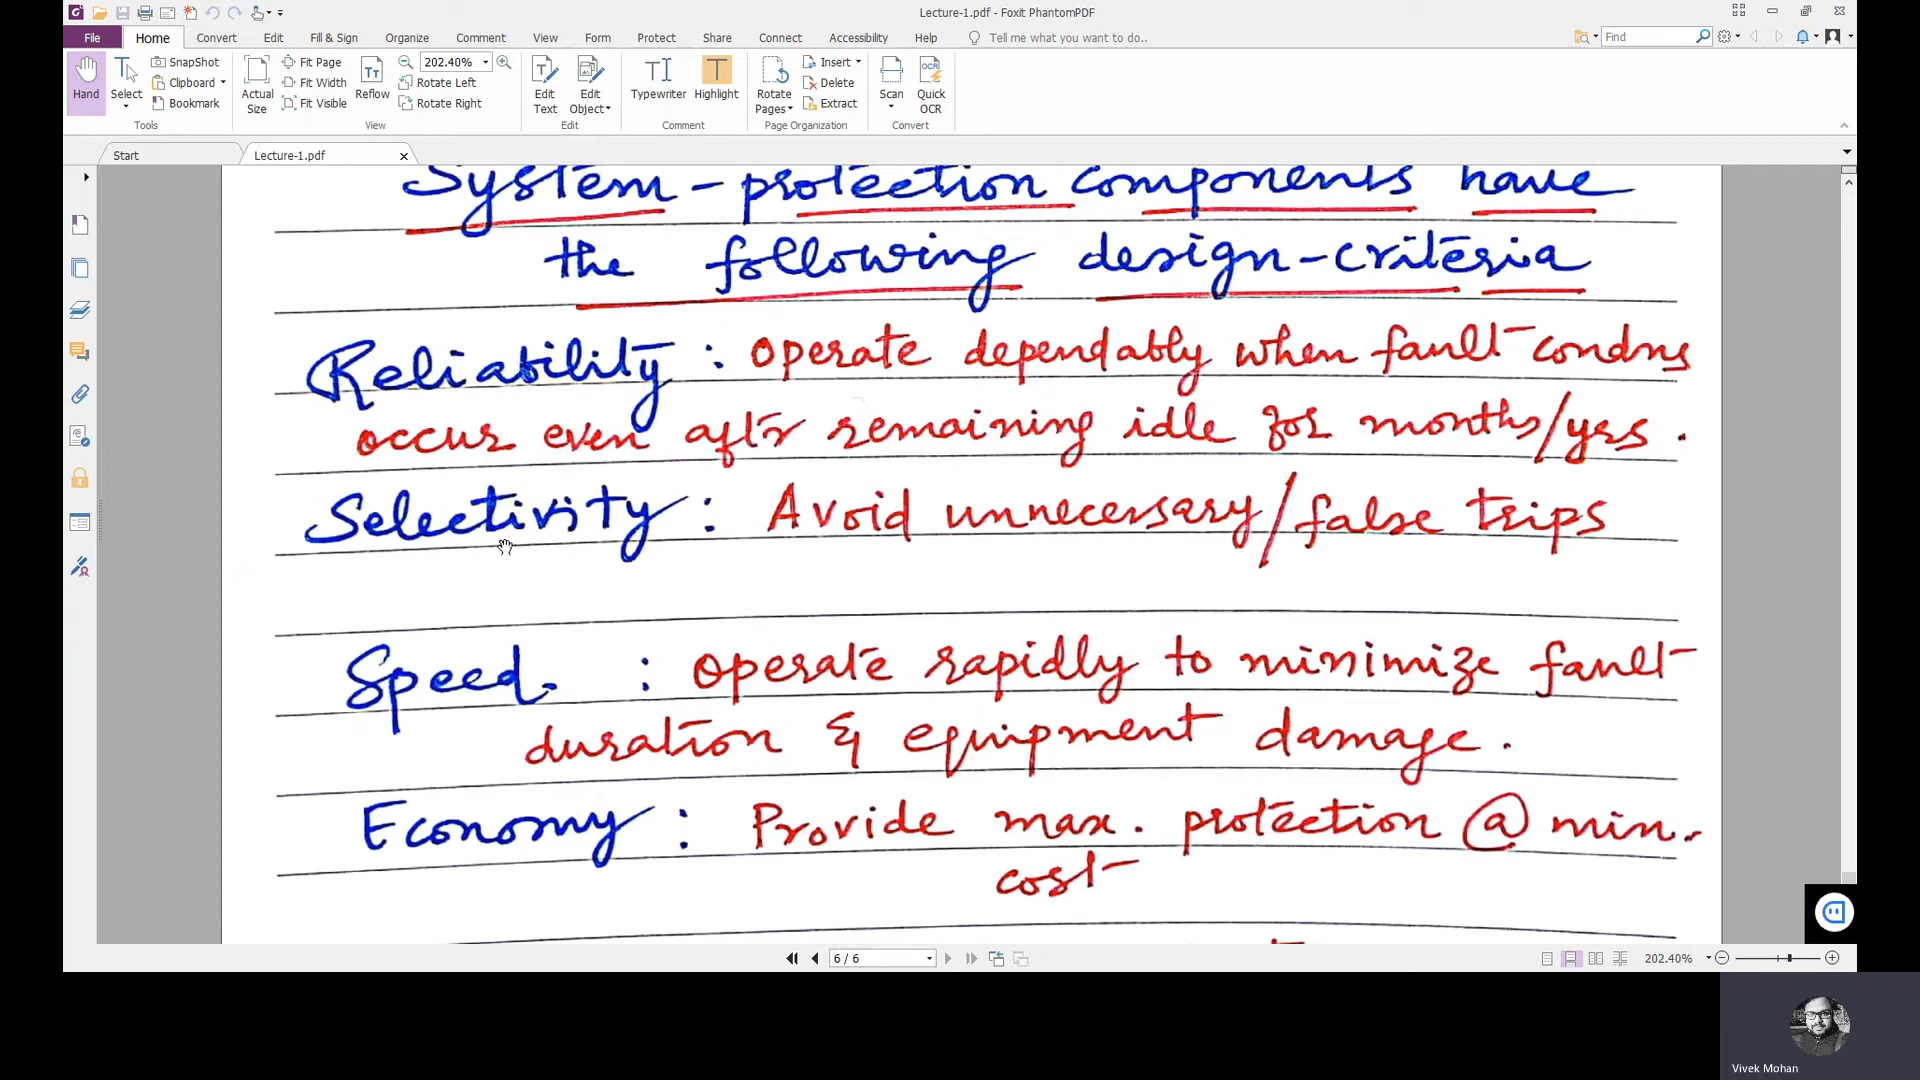 Lecture-1.pdf - Foxit PhantomPDF
File Home Convert Edit Fill & Sign Organize Comment View Form Protect Share Connect Accessibility Help Tell me what you want to do.. Find
Hand
Select
SnapShot
Clipboard
Bookmark
Tools
Actual Size
Fit Page
Fit Width
Fit Visible
Reflow
202.40%
Rotate Left
Rotate Right
View
Edit Text
Edit Object
Edit
Typewriter
Highlight
Comment
Rotate Pages
Insert
Delete
Extract
Page Organization
Scan
Quick OCR
Convert
Start Lecture-1.pdf
System-protection components have
the following design-criteria
Reliability : Operate dependably when fault condns
occur even aftr remaining idle for months/yrs.
Selectivity : Avoid unnecessary/false trips
Speed. : Operate rapidly to minimize fault
duration & equipment damage.
Economy : Provide max. protection @ min.
cost
6 / 6 202.40%
Vivek Mohan